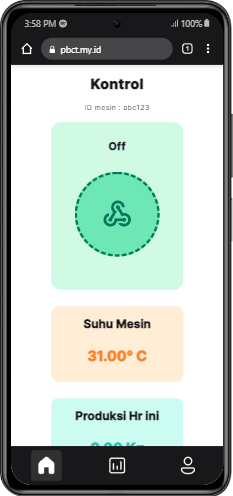 3:58 PM
100%
pbct.my.id
1
Kontrol
ID mesin : abc123
Off
Suhu Mesin
31.00° C
Produksi Hr ini